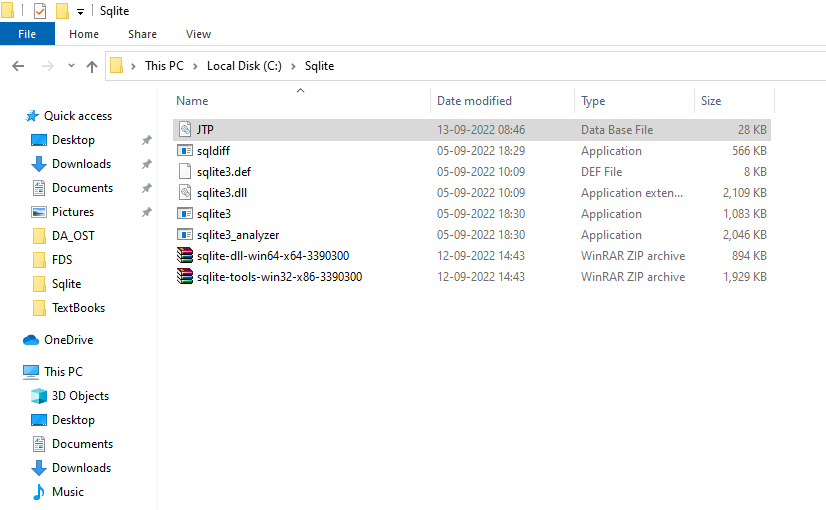 Sqlite
File Home Share View
This PC Local Disk (C:) Sqlite
Name Date modified Type Size
Quick access
Desktop
Downloads
Documents
Pictures
DA_OST
FDS
Sqlite
TextBooks
OneDrive
This PC
3D Objects
Desktop
Documents
Downloads
Music
JTP 13-09-2022 08:46 Data Base File 28 KB
sqldiff 05-09-2022 18:29 Application 566 KB
sqlite3.def 05-09-2022 10:09 DEF File 8 KB
sqlite3.dll 05-09-2022 10:09 Application exten... 2,109 KB
sqlite3 05-09-2022 18:30 Application 1,083 KB
sqlite3_analyzer 05-09-2022 18:30 Application 2,046 KB
sqlite-dll-win64-x64-3390300 12-09-2022 14:43 WinRAR ZIP archive 894 KB
sqlite-tools-win32-x86-3390300 12-09-2022 14:43 WinRAR ZIP archive 1,929 KB